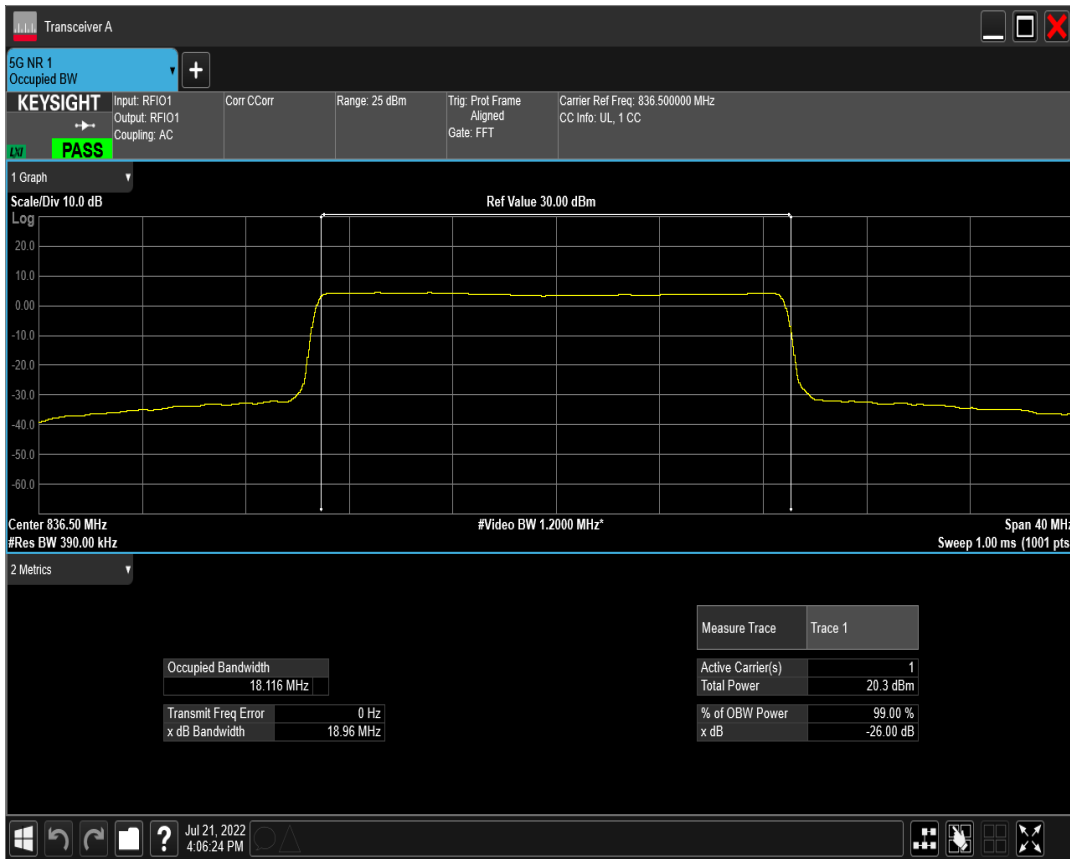 Transceiver A
5G NR 1
Occupied BW
+
KEYSIGHT
LXI
PASS
Input: RFIO1
Output: RFIO1
Coupling: AC
Corr CCorr
Range: 25 dBm
Trig: Prot Frame
Aligned
Gate: FFT
Carrier Ref Freq: 836.500000 MHz
CC Info: UL, 1 CC
1 Graph
Scale/Div 10.0 dB
Ref Value 30.00 dBm
Log
20.0
10.0
0.00
-10.0
-20.0
-30.0
-40.0
-50.0
-60.0
Center 836.50 MHz
#Video BW 1.2000 MHz*
Span 40 MHz
#Res BW 390.00 kHz
Sweep 1.00 ms (1001 pts
2 Metrics
Measure Trace Trace 1
Occupied Bandwidth
18.116 MHz
Active Carrier(s) 1
Total Power 20.3 dBm
Transmit Freq Error 0 Hz
x dB Bandwidth 18.96 MHz
% of OBW Power 99.00 %
x dB -26.00 dB
?
Jul 21, 2022
4:06:24 PM